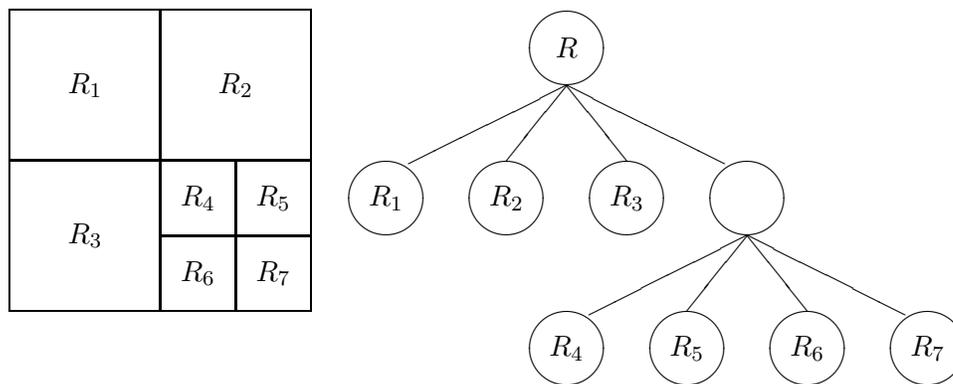 R₁ R₂
R₃ R₄ R₅
R₆ R₇
R
R₁ R₂ R₃
R₄ R₅ R₆ R₇